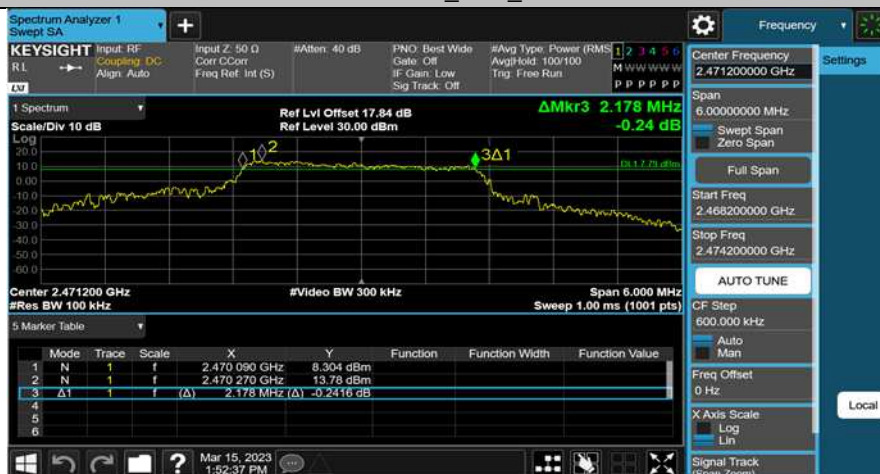 Spectrum Analyzer 1
Swept SA
Frequency
KEYSIGHT
Input: RF
Input Z: 50 Ω
#Atten: 40 dB
PNO: Best Wide
#Avg Type: Power (RMS
1 2 3 4 5 6
RL
Coupling: DC
Corr CCorr
Gate: Off
Avg|Hold: 100/100
M W W W W W
Align: Auto
Freq Ref: Int (S)
IF Gain: Low
Trig: Free Run
P P P P P P
Sig Track: Off
LXI
Center Frequency
2.471200000 GHz
Settings
1 Spectrum
Ref Lvl Offset 17.84 dB
ΔMkr3 2.178 MHz
Scale/Div 10 dB
Ref Level 30.00 dBm
-0.24 dB
Log
20.0
10.0
0.00
-10.0
-20.0
-30.0
-40.0
-50.0
-60.0
1
2
3Δ1
DL1 7.79 dBm
Center 2.471200 GHz
#Video BW 300 kHz
Span 6.000 MHz
#Res BW 100 kHz
Sweep 1.00 ms (1001 pts)
Span
6.00000000 MHz
Swept Span
Zero Span
Full Span
Start Freq
2.468200000 GHz
Stop Freq
2.474200000 GHz
AUTO TUNE
CF Step
600.000 kHz
Auto
Man
Freq Offset
0 Hz
X Axis Scale
Log
Lin
Signal Track
(Span Zoom)
Local
5 Marker Table
Mode Trace Scale X Y Function Function Width Function Value
1 N 1 f 2.470 090 GHz 8.304 dBm
2 N 1 f 2.470 270 GHz 13.78 dBm
3 Δ1 1 f (Δ) 2.178 MHz (Δ) -0.2416 dB
4
5
6
?
Mar 15, 2023
1:52:37 PM